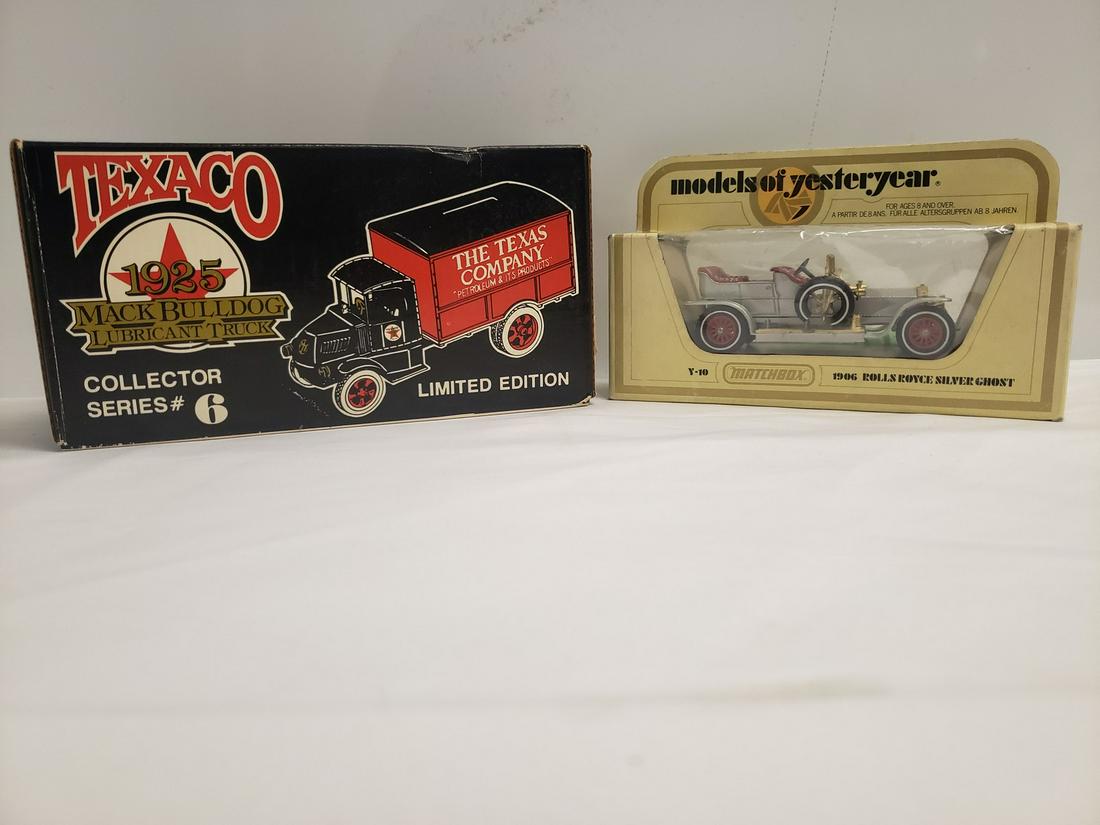 TEXACO
1925
MACK BULLDOG
LUBRICANT TRUCK
COLLECTOR
SERIES# 6
THE TEXAS
COMPANY
"PETROLEUM & ITS PRODUCTS"
LIMITED EDITION
models of yesteryear®
FOR AGES 8 AND OVER.
A PARTIR DE 8 ANS. FÜR ALLE ALTERSGRUPPEN AB 8 JAHREN.
Y-10 MATCHBOX 1906 ROLLS ROYCE SILVER GHOST